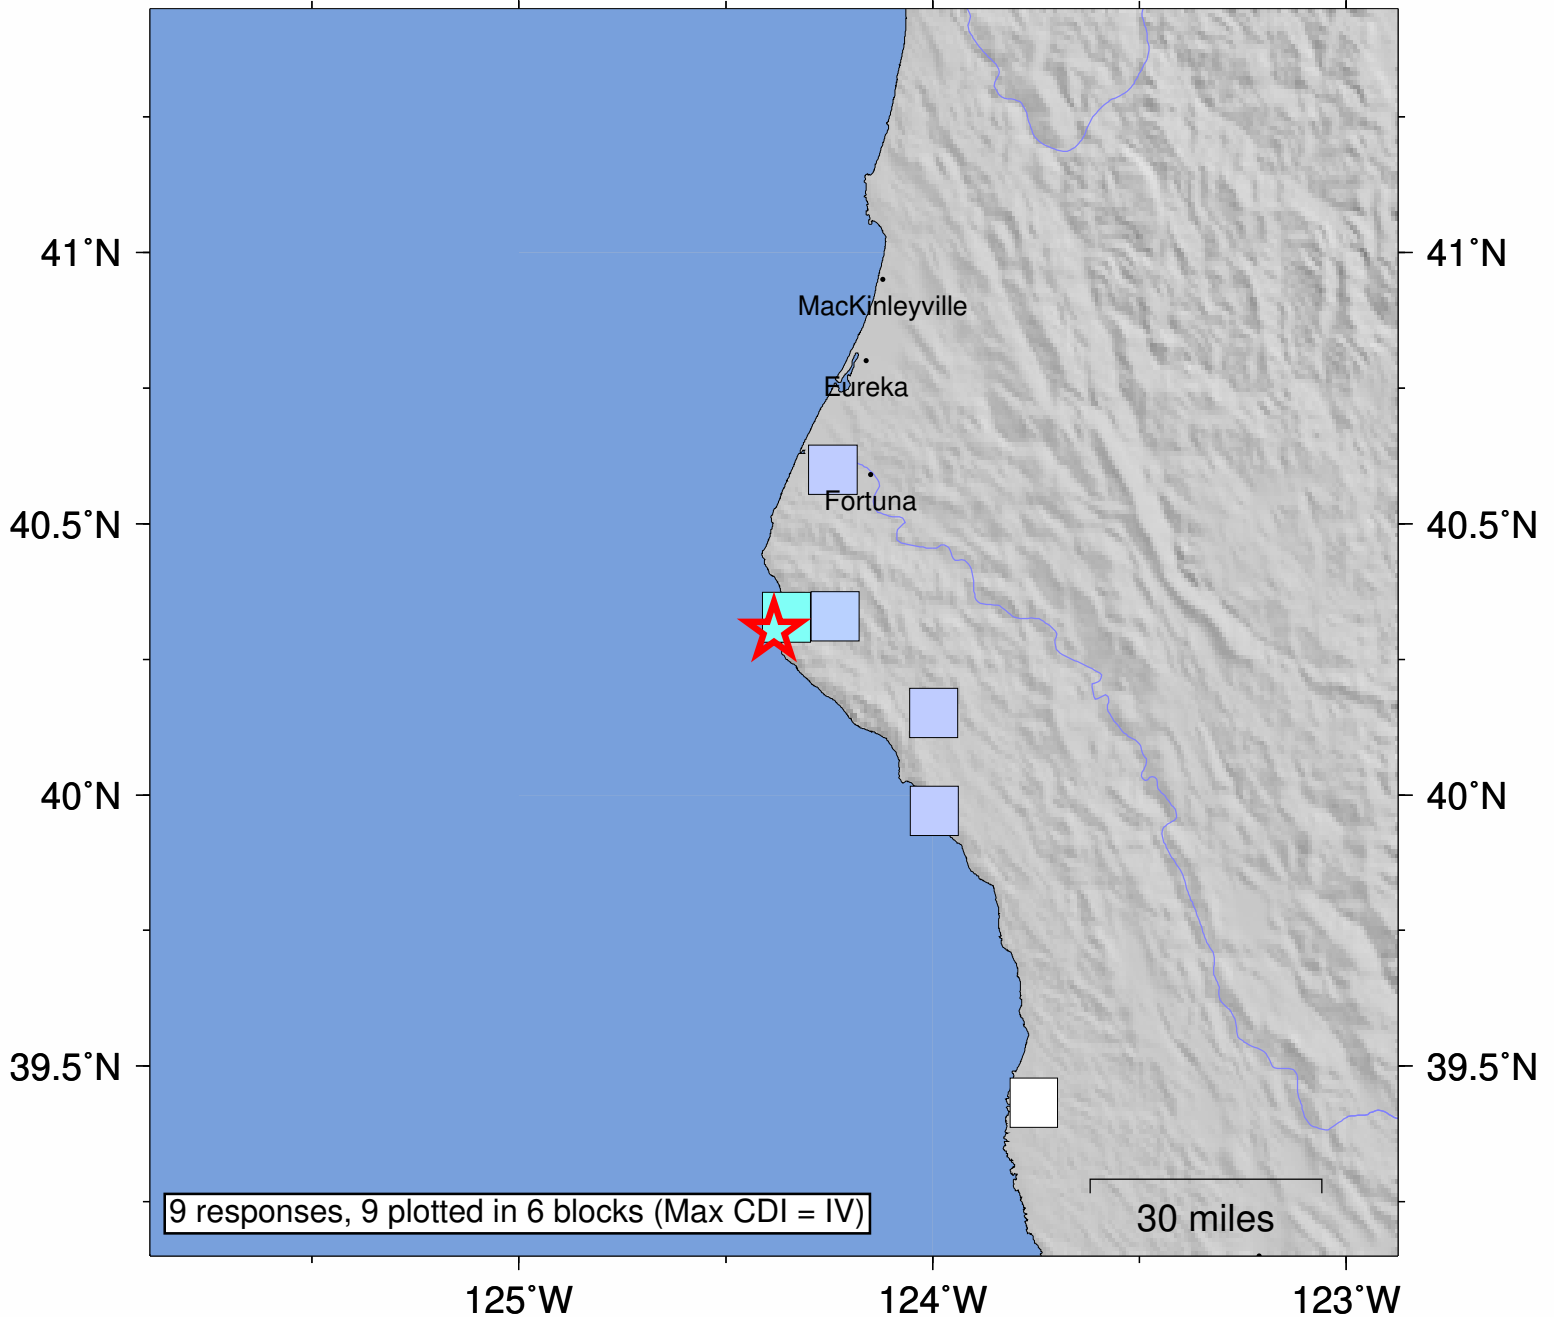 41˚N
41˚N
MacKinleyville
Eureka
Fortuna
40.5˚N
40.5˚N
40˚N
40˚N
39.5˚N
39.5˚N
9 responses, 9 plotted in 6 blocks (Max CDI = IV)
30 miles
125˚W
124˚W
123˚W